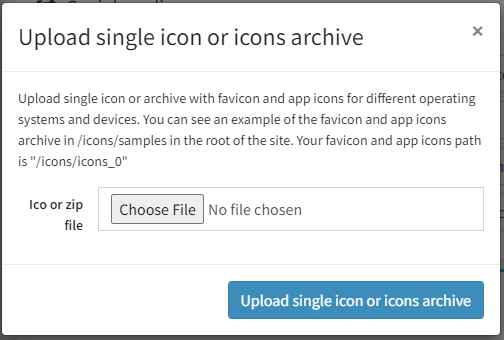 Upload single icon or icons archive
×
Upload single icon or archive with favicon and app icons for different operating
systems and devices. You can see an example of the favicon and app icons
archive in /icons/samples in the root of the site. Your favicon and app icons path
is "/icons/icons_0"
Ico or zip
file
Choose File No file chosen
Upload single icon or icons archive